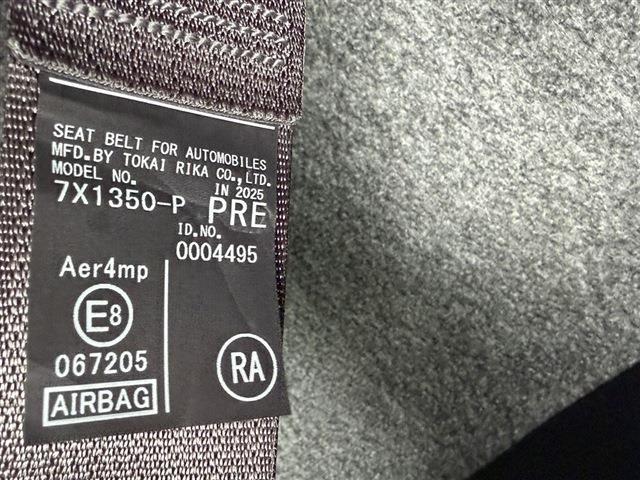 SEAT BELT FOR AUTOMOBILES
MFD.BY TOKAI RIKA CO.,LTD.
MODEL NO. IN 2025
7X1350-P PRE
ID.NO.
0004495
Aer4mp
E8
067205
AIRBAG
RA